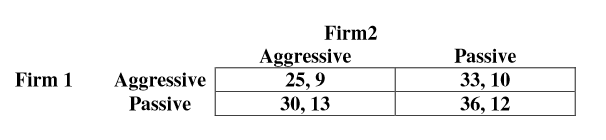 Firm2
Aggressive Passive
Firm 1 Aggressive 25, 9 33, 10
Passive 30, 13 36, 12